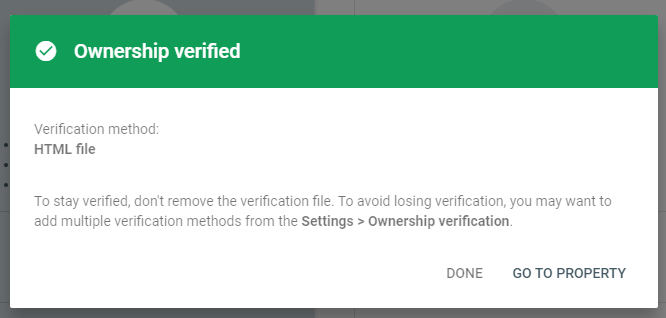 Ownership verified
Verification method:
HTML file
To stay verified, don't remove the verification file. To avoid losing verification, you may want to
add multiple verification methods from the Settings > Ownership verification.
DONE GO TO PROPERTY